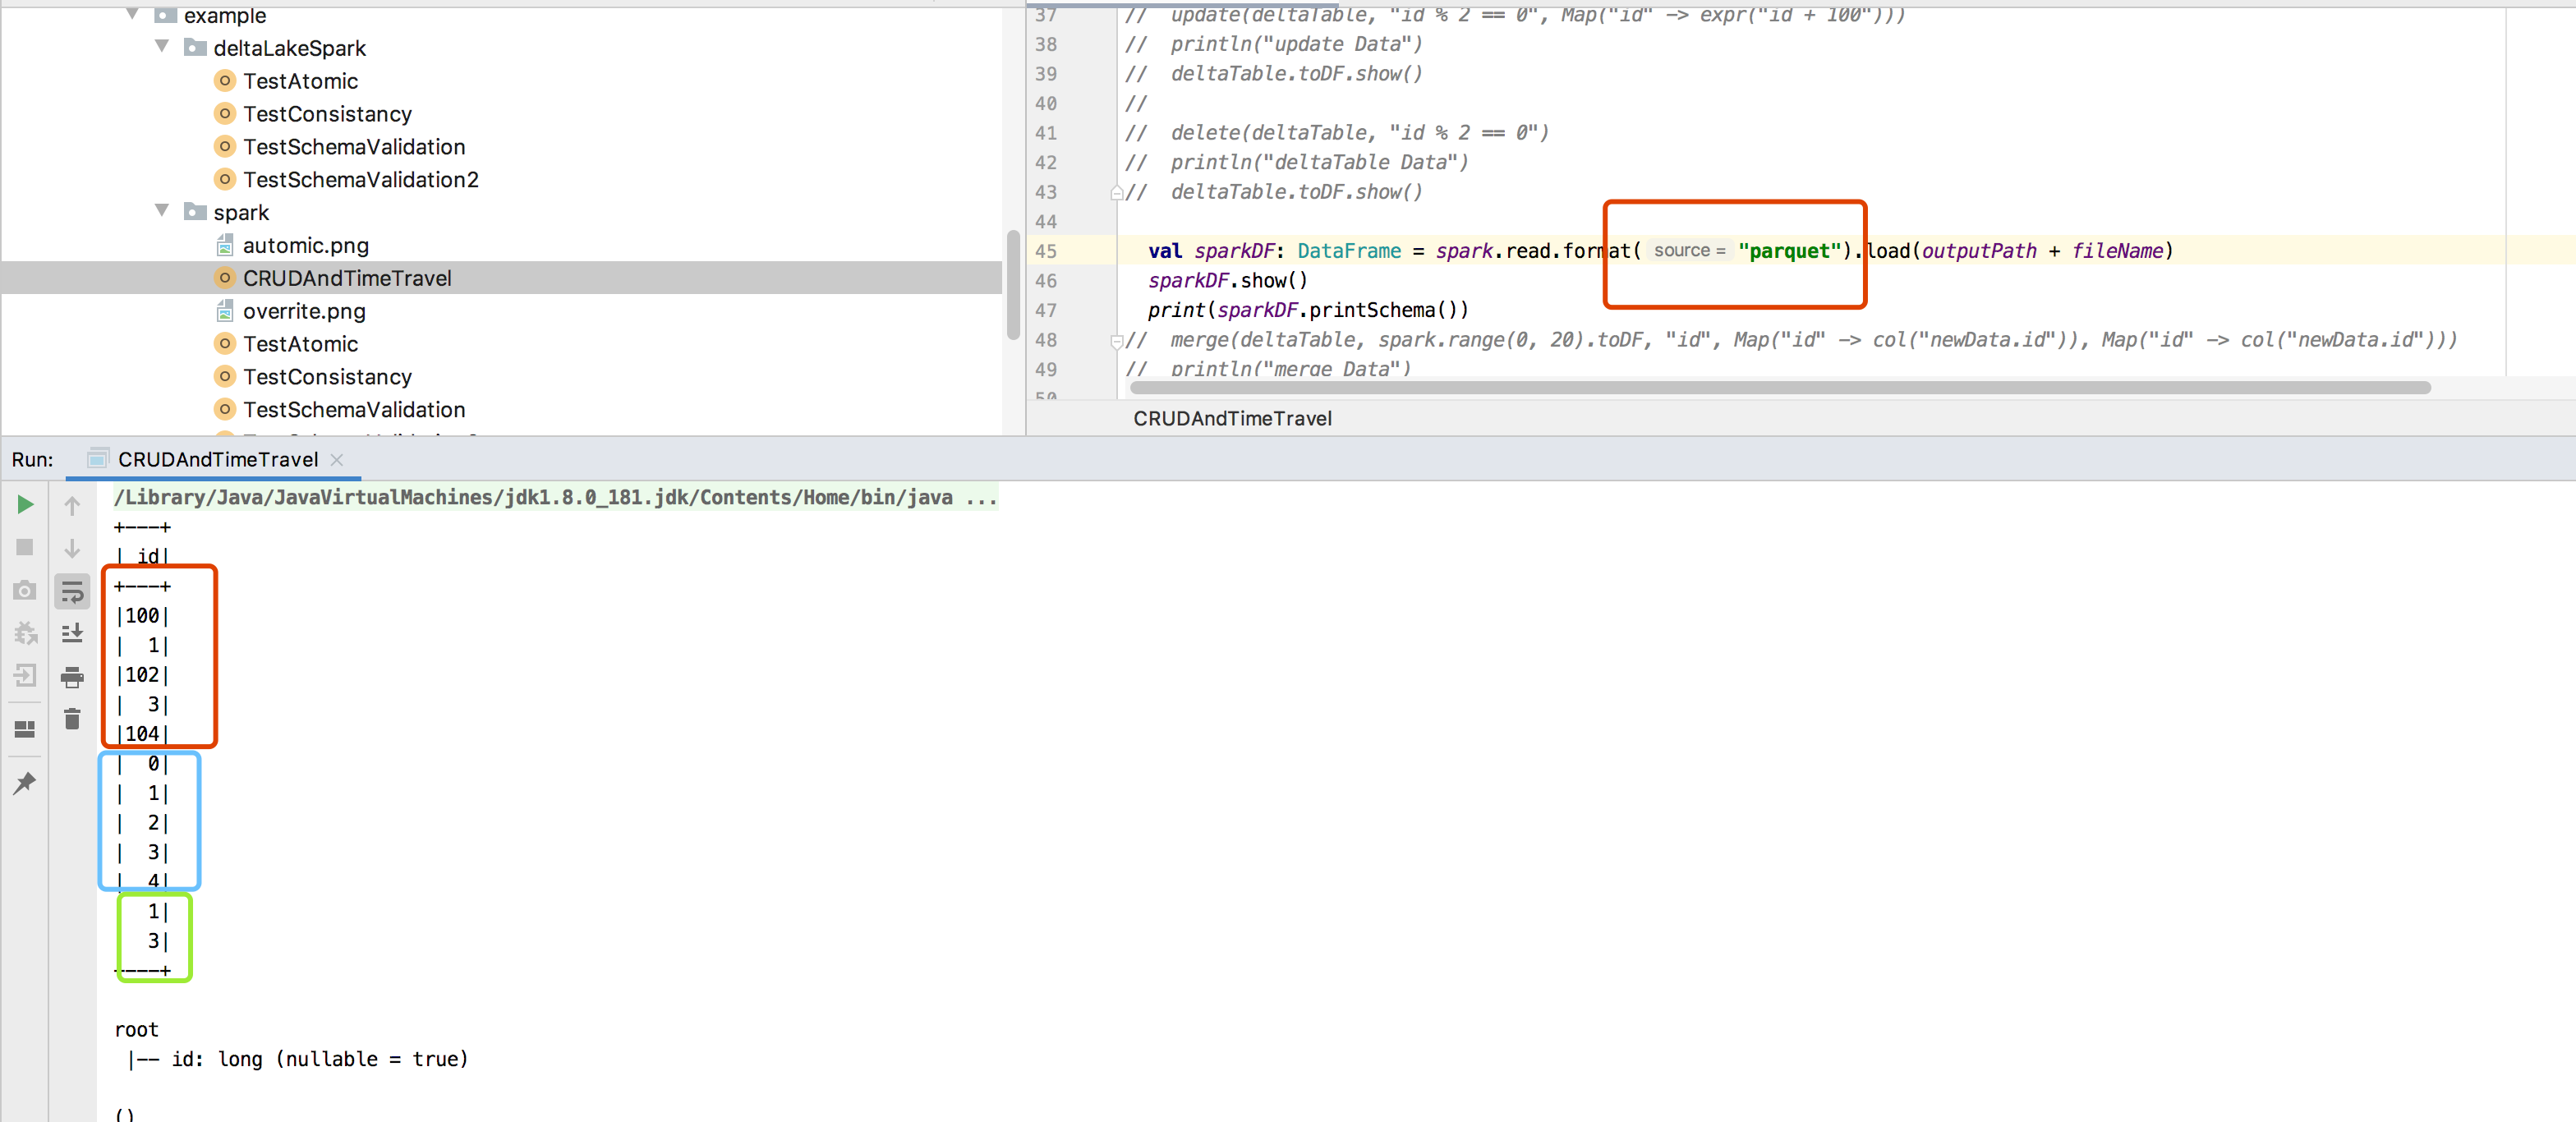 example
deltaLakeSpark
TestAtomic
TestConsistancy
TestSchemaValidation
TestSchemaValidation2
spark
automic.png
CRUDAndTimeTravel
overrite.png
TestAtomic
TestConsistancy
TestSchemaValidation
37 // update(deltaTable, "id % 2 == 0", Map("id" -> expr("id + 100")))
38 // println("update Data")
39 // deltaTable.toDF.show()
40 //
41 // delete(deltaTable, "id % 2 == 0")
42 // println("deltaTable Data")
43 // deltaTable.toDF.show()
44
45 val sparkDF: DataFrame = spark.read.format( source = "parquet").load(outputPath + fileName)
46 sparkDF.show()
47 print(sparkDF.printSchema())
48 // merge(deltaTable, spark.range(0, 20).toDF, "id", Map("id" -> col("newData.id")), Map("id" -> col("newData.id")))
49 // println("merge Data")
50
CRUDAndTimeTravel
Run: CRUDAndTimeTravel
/Library/Java/JavaVirtualMachines/jdk1.8.0_181.jdk/Contents/Home/bin/java ...
+---+
| id|
+---+
|100|
| 1|
|102|
| 3|
|104|
| 0|
| 1|
| 2|
| 3|
| 4|
1|
3|
+---+
root
|-- id: long (nullable = true)
()